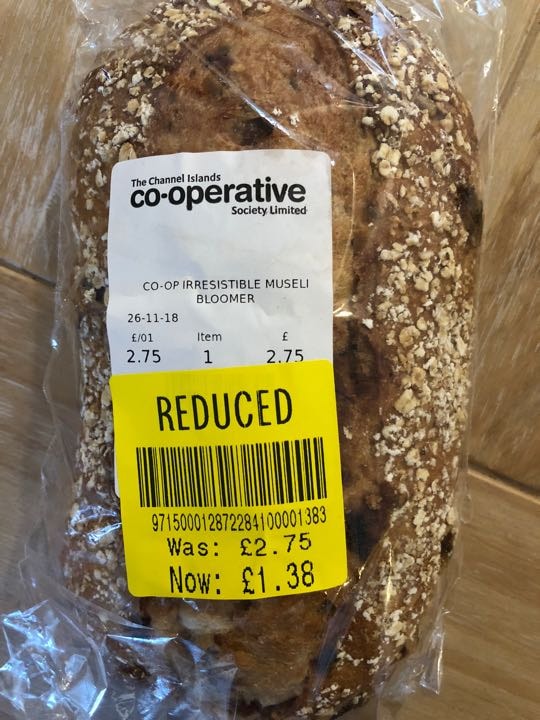 The Channel Islands
co-operative
Society Limited
CO-OP IRRESISTIBLE MUSELI
BLOOMER
26-11-18
£/01 Item £
2.75 1 2.75
REDUCED
971500012872284100001383
Was: £2.75
Now: £1.38